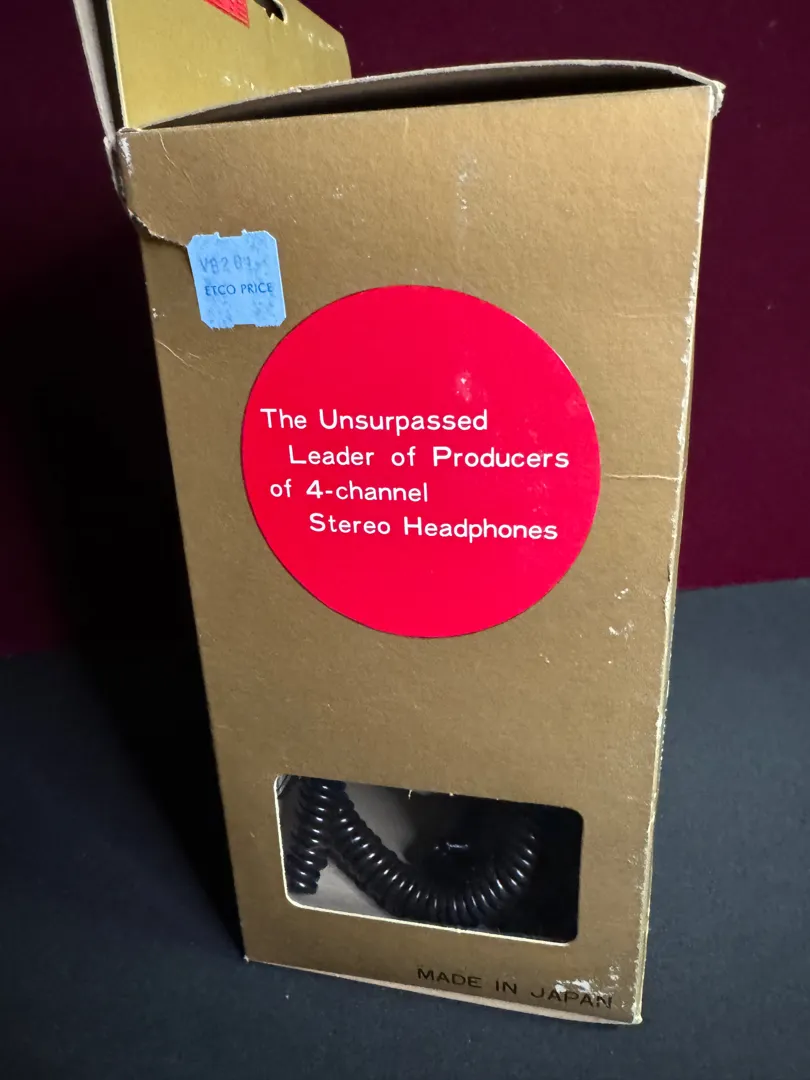 ETCO PRICE
The Unsurpassed
Leader of Producers
of 4-channel
Stereo Headphones
MADE IN JAPAN